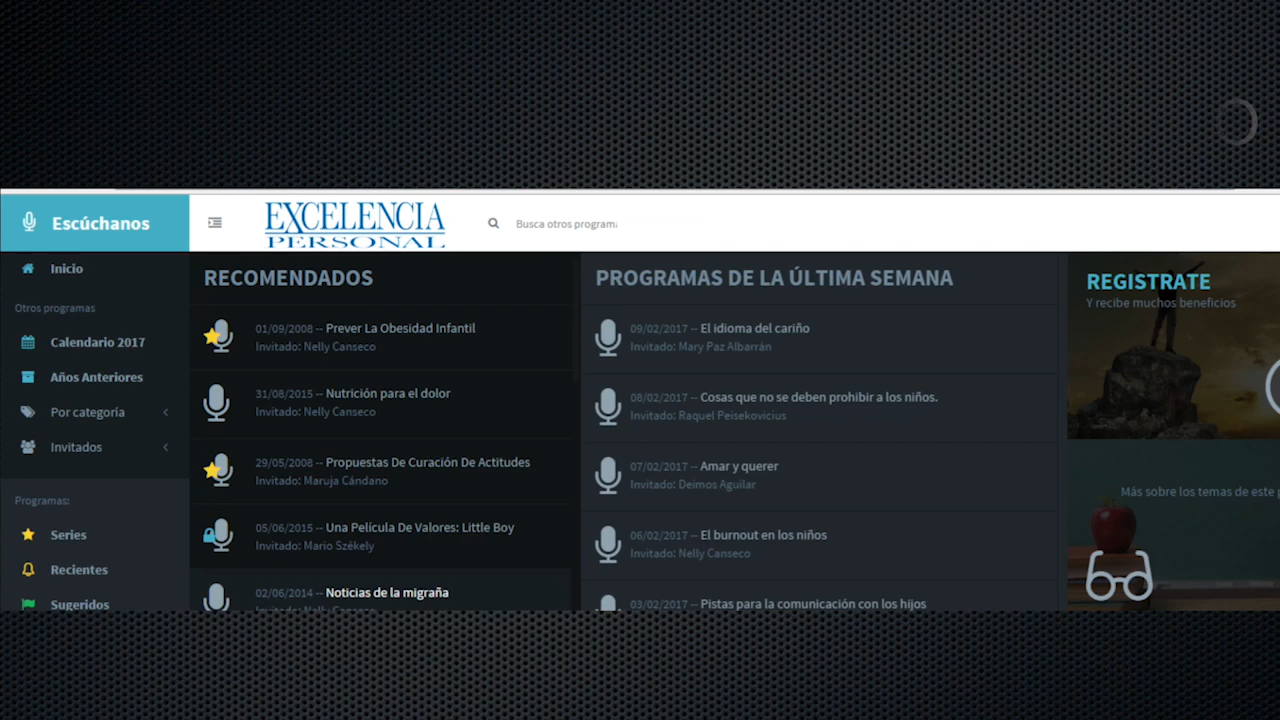 Escúchanos
EXCELENCIA
PERSONAL
Busca otros programa
Inicio
Otros programas
Calendario 2017
Años Anteriores
Por categoría
Invitados
Programas:
Series
Recientes
Sugeridos
RECOMENDADOS
01/09/2008 -- Prever La Obesidad Infantil
Invitado: Nelly Canseco
31/08/2015 -- Nutrición para el dolor
Invitado: Nelly Canseco
29/05/2008 -- Propuestas De Curación De Actitudes
Invitado: Maruja Cándano
05/06/2015 -- Una Película De Valores: Little Boy
Invitado: Mario Székely
02/06/2014 -- Noticias de la migraña
Invitado: Nelly Canseco
PROGRAMAS DE LA ÚLTIMA SEMANA
09/02/2017 -- El idioma del cariño
Invitado: Mary Paz Albarrán
08/02/2017 -- Cosas que no se deben prohibir a los niños.
Invitado: Raquel Peisekovicius
07/02/2017 -- Amar y querer
Invitado: Deimos Aguilar
06/02/2017 -- El burnout en los niños
Invitado: Nelly Canseco
03/02/2017 -- Pistas para la comunicación con los hijos
REGISTRATE
Y recibe muchos beneficios
Más sobre los temas de este